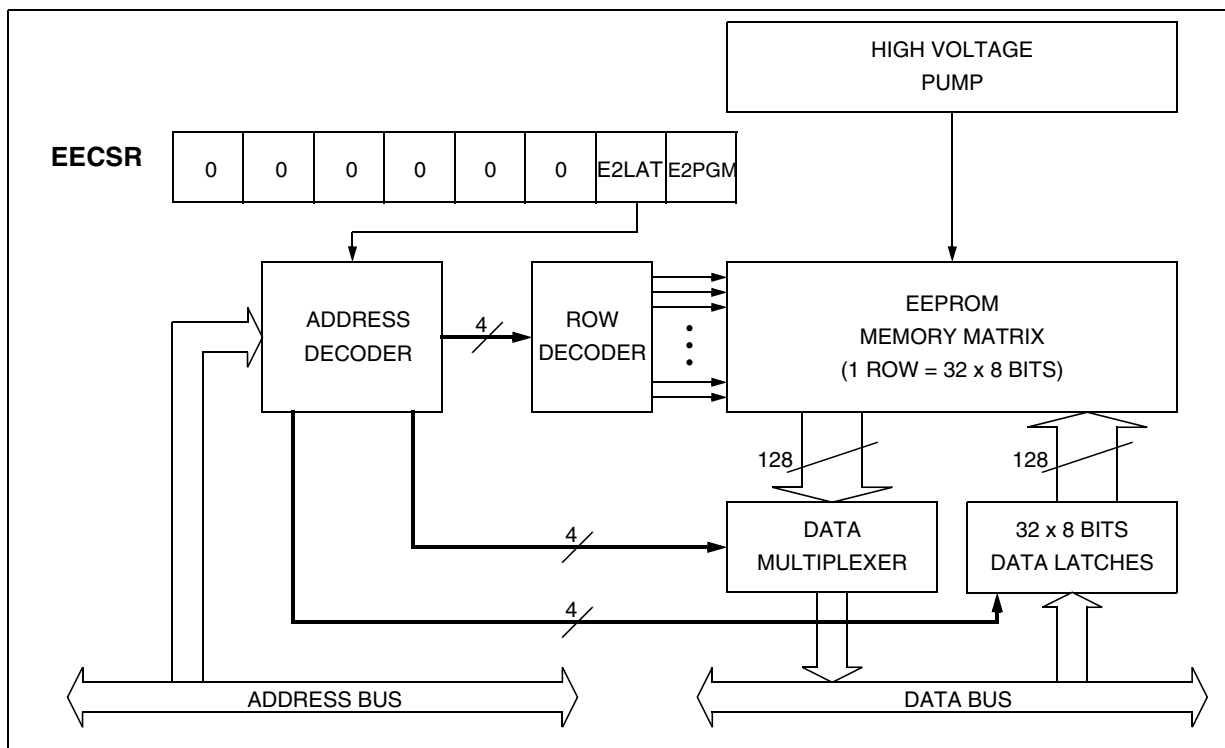 HIGH VOLTAGE
PUMP
EECSR
0 0 0 0 0 0 E2LAT E2PGM
ADDRESS
DECODER
4
ROW
DECODER
EEPROM
MEMORY MATRIX
(1 ROW = 32 x 8 BITS)
128
128
4
DATA
MULTIPLEXER
32 x 8 BITS
DATA LATCHES
4
ADDRESS BUS
DATA BUS